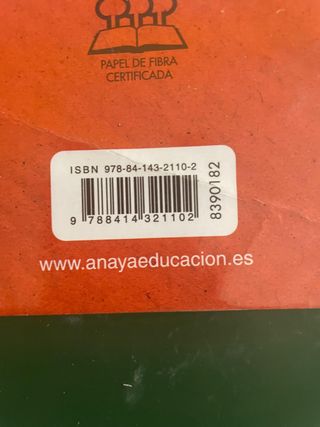 PAPEL DE FIBRA
CERTIFICADA
ISBN 978-84-143-2110-2
9 788414 321102
8390182
www.anayaeducacion.es